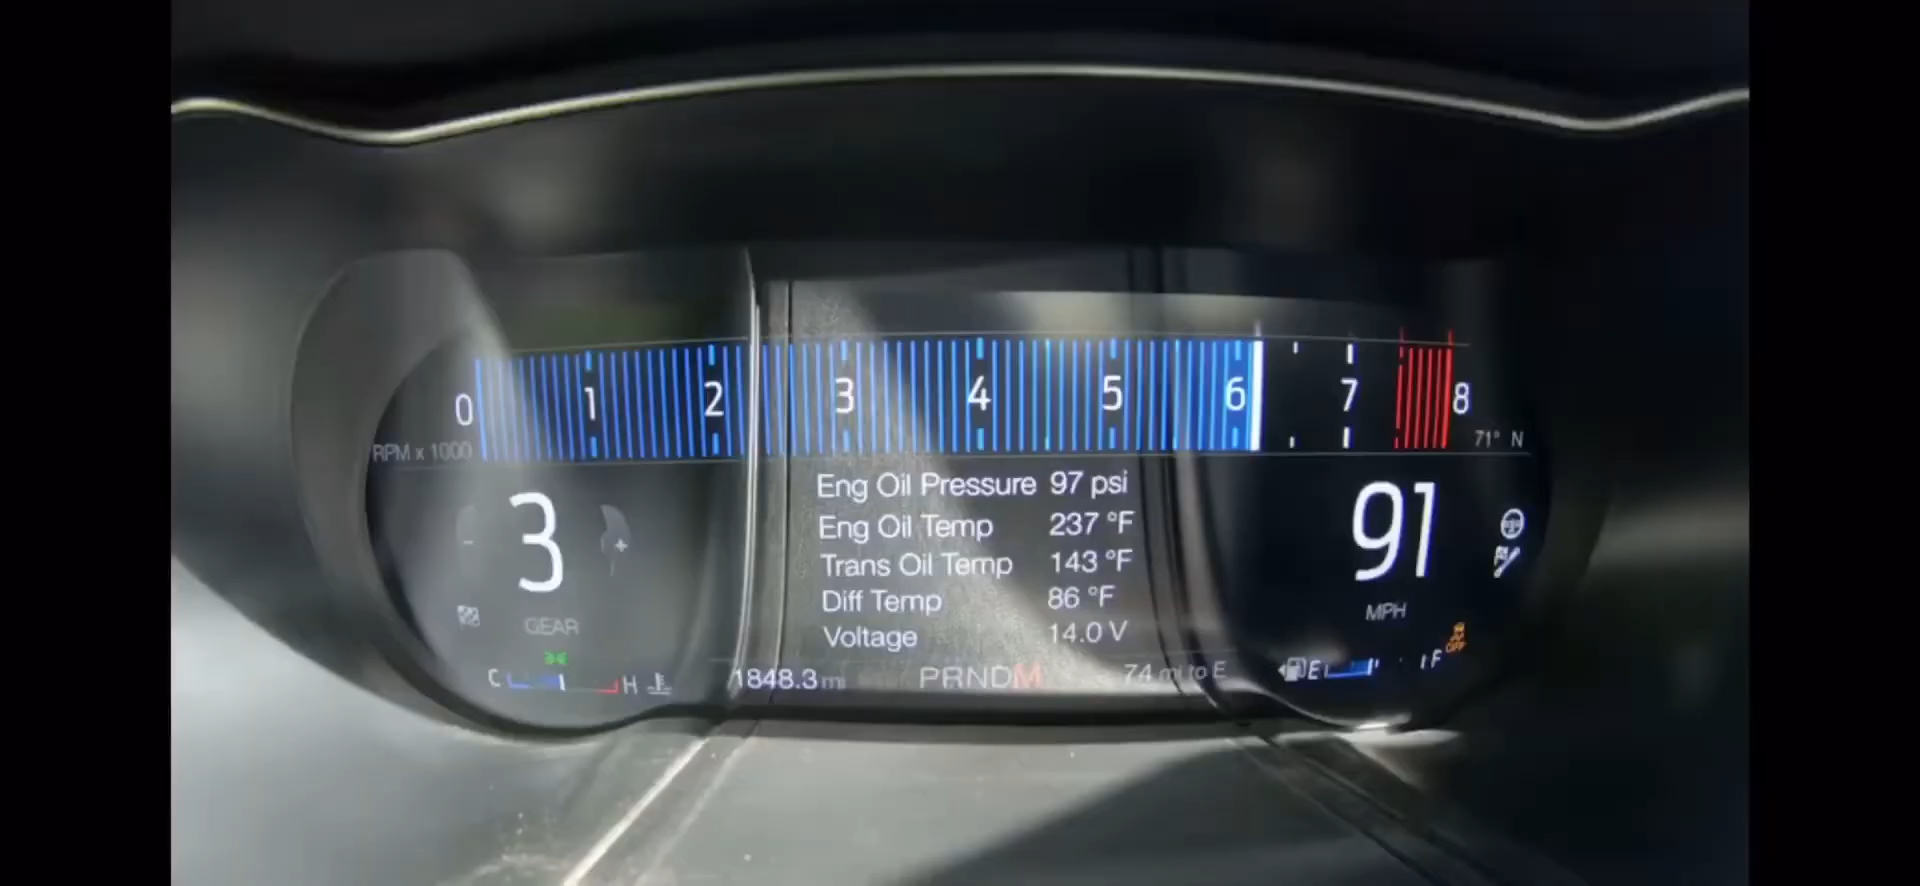 0 1 2 3 4 5 6 7 8
RPM x 1000
71° N
Eng Oil Pressure 97 psi
Eng Oil Temp 237 °F
Trans Oil Temp 143 °F
Diff Temp 86 °F
Voltage 14.0 V
- 3 +
GEAR
91
MPH
OFF
C H
1848.3 mi
PRNDM
74 mi to E
E F